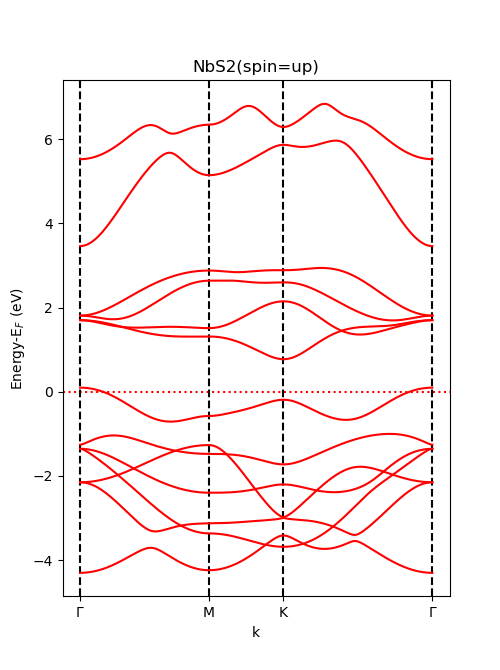 NbS2(spin=up)
Energy-E_F (eV)
6
4
2
0
−2
−4
Γ M K Γ
k